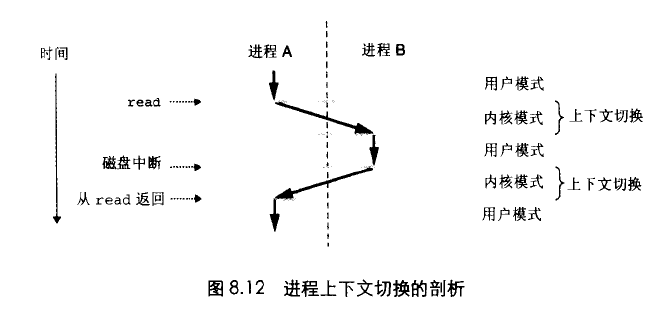 时间
进程 A
进程 B
用户模式
read
内核模式
上下文切换
用户模式
磁盘中断
内核模式
上下文切换
从 read 返回
用户模式
图 8.12 进程上下文切换的剖析